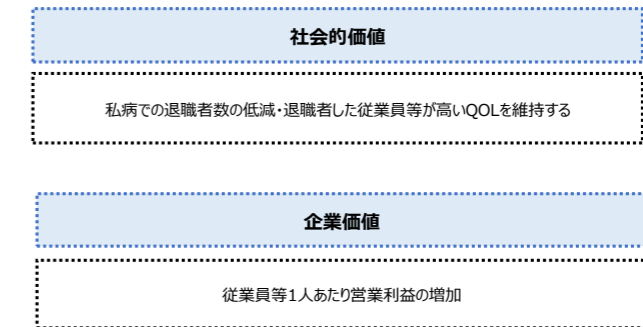 社会的価値
私病での退職者数の低減・退職者した従業員等が高いQOLを維持する
企業価値
従業員等1人あたり営業利益の増加